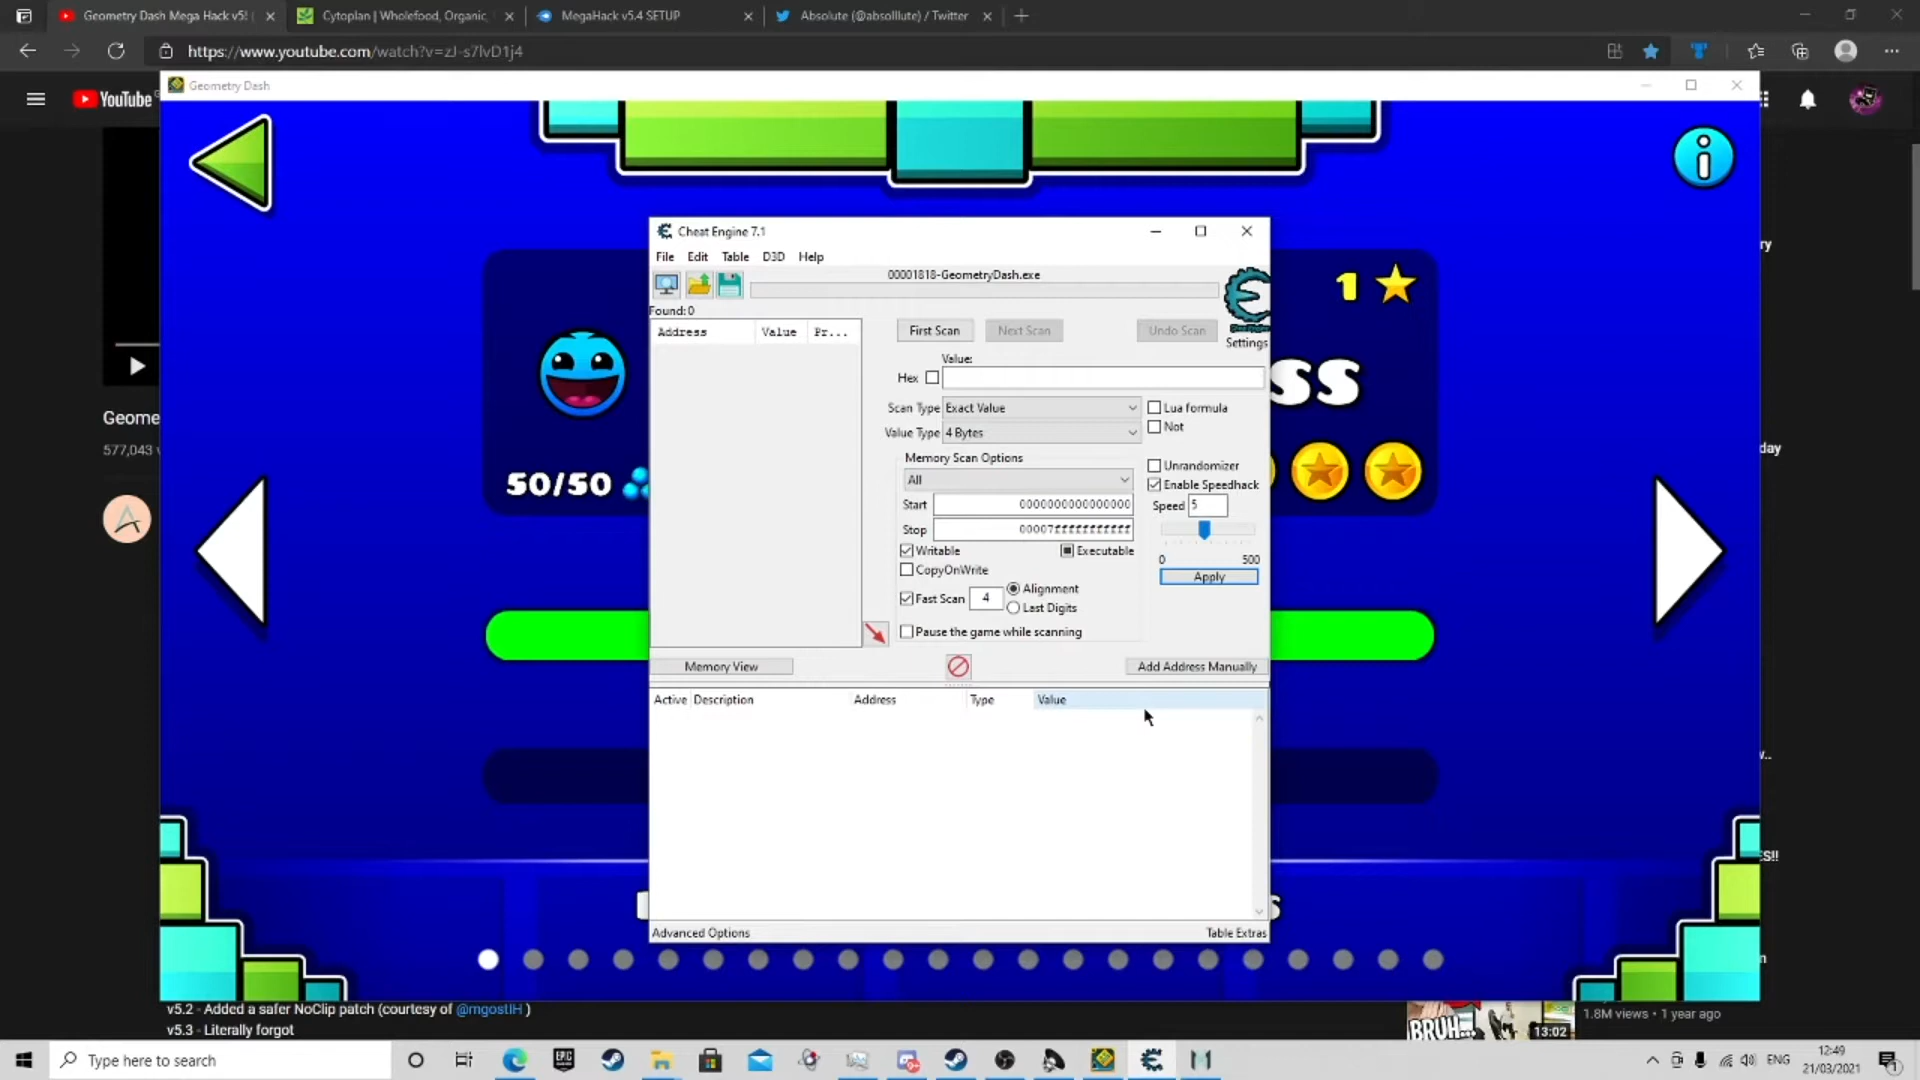 Geometry Dash Mega Hack v5!
Cytoplan | Wholefood, Organic,
MegaHack v5.4 SETUP
Absolute (@absolllute) / Twitter
https://www.youtube.com/watch?v=zJ-s7lvD1j4
Geometry Dash
YouTube
Cheat Engine 7.1
File Edit Table D3D Help
00001818-GeometryDash.exe
Found: 0
Address Value Pr...
First Scan Next Scan Undo Scan
Settings
Value:
Hex
Scan Type Exact Value
Lua formula
Value Type 4 Bytes
Not
Memory Scan Options
All
Unrandomizer
Enable Speedhack
Start 0000000000000000
Speed 5
Stop 00007fffffffffff
Writable Executable
0 500
CopyOnWrite
Apply
Fast Scan 4 Alignment
Last Digits
Pause the game while scanning
Memory View
Add Address Manually
Active Description Address Type Value
Advanced Options
Table Extras
1
ss
50/50
s
Geome
577,043
ry
day
v..
ES!!
m
v5.2 - Added a safer NoClip patch (courtesy of @mgostIH )
v5.3 - Literally forgot
BRUH...
13:02
1.8M views • 1 year ago
Type here to search
EPIC
ENG
12:49
21/03/2021
1